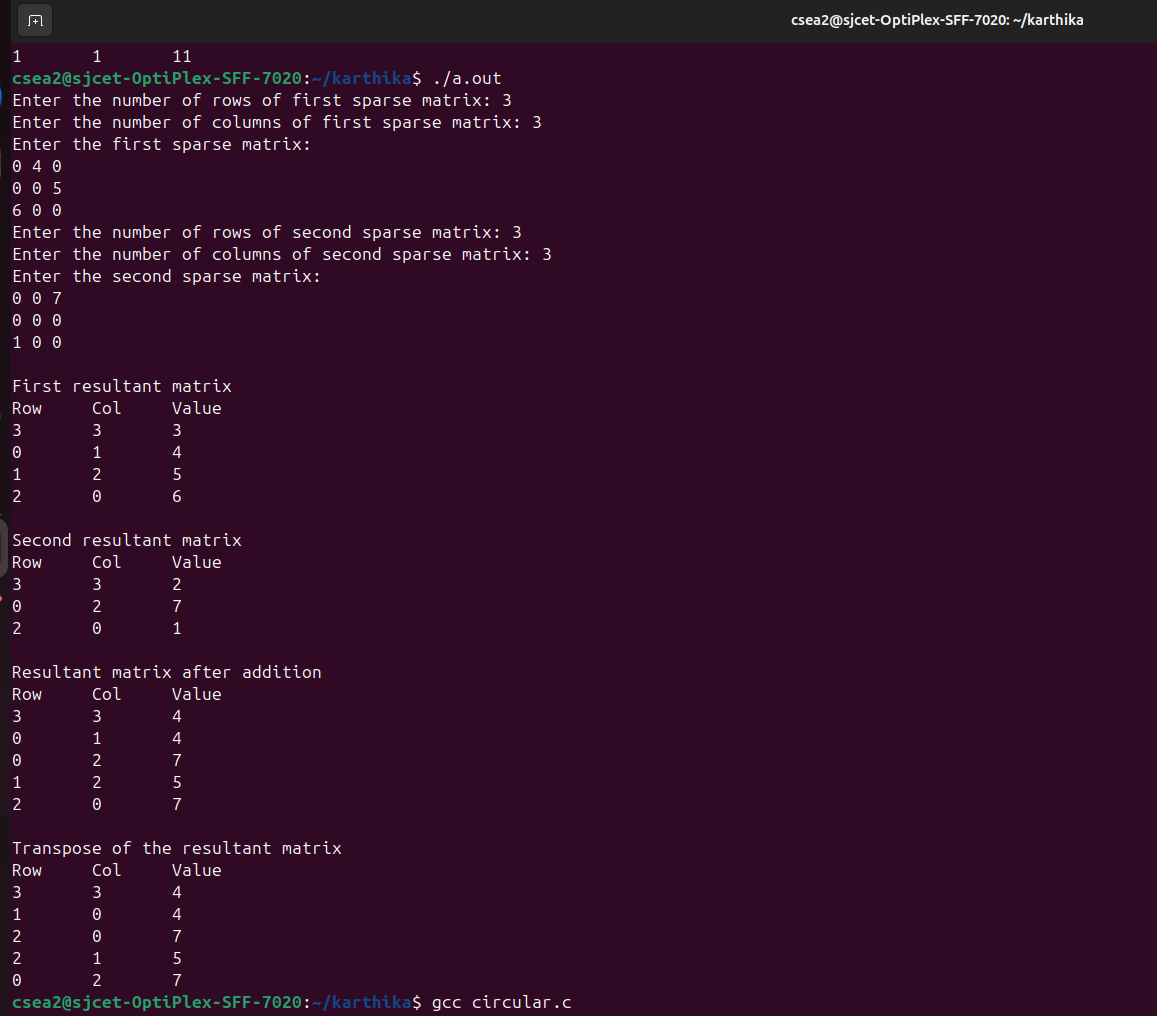 csea2@sjcet-OptiPlex-SFF-7020: ~/karthika
1 1 11
csea2@sjcet-OptiPlex-SFF-7020:~/karthika$ ./a.out
Enter the number of rows of first sparse matrix: 3
Enter the number of columns of first sparse matrix: 3
Enter the first sparse matrix:
0 4 0
0 0 5
6 0 0
Enter the number of rows of second sparse matrix: 3
Enter the number of columns of second sparse matrix: 3
Enter the second sparse matrix:
0 0 7
0 0 0
1 0 0
First resultant matrix
Row Col Value
3 3 3
0 1 4
1 2 5
2 0 6
Second resultant matrix
Row Col Value
3 3 2
0 2 7
2 0 1
Resultant matrix after addition
Row Col Value
3 3 4
0 1 4
0 2 7
1 2 5
2 0 7
Transpose of the resultant matrix
Row Col Value
3 3 4
1 0 4
2 0 7
2 1 5
0 2 7
csea2@sjcet-OptiPlex-SFF-7020:~/karthika$ gcc circular.c